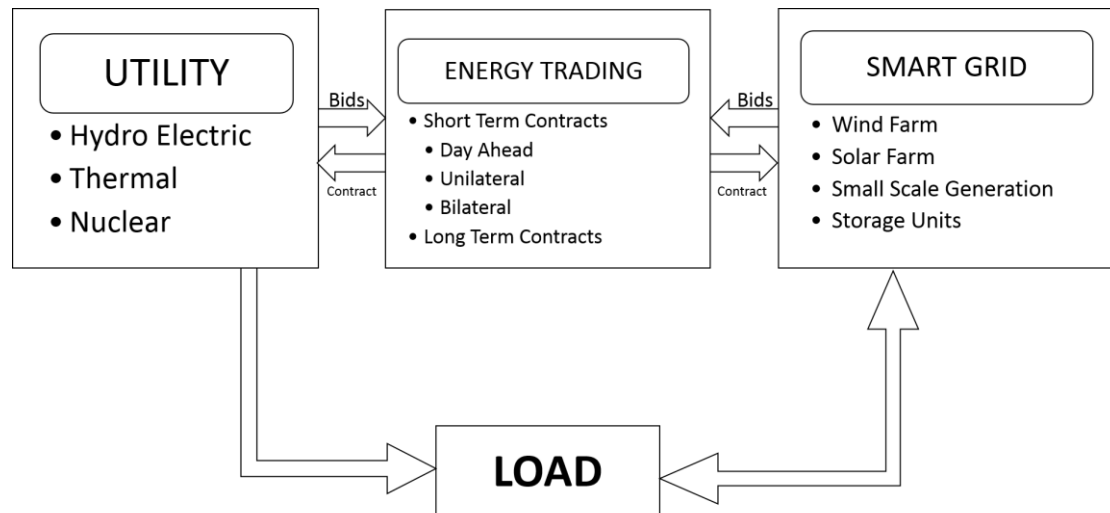 UTILITY
• Hydro Electric
• Thermal
• Nuclear
Bids
Contract
ENERGY TRADING
• Short Term Contracts
• Day Ahead
• Unilateral
• Bilateral
• Long Term Contracts
Bids
Contract
SMART GRID
• Wind Farm
• Solar Farm
• Small Scale Generation
• Storage Units
LOAD